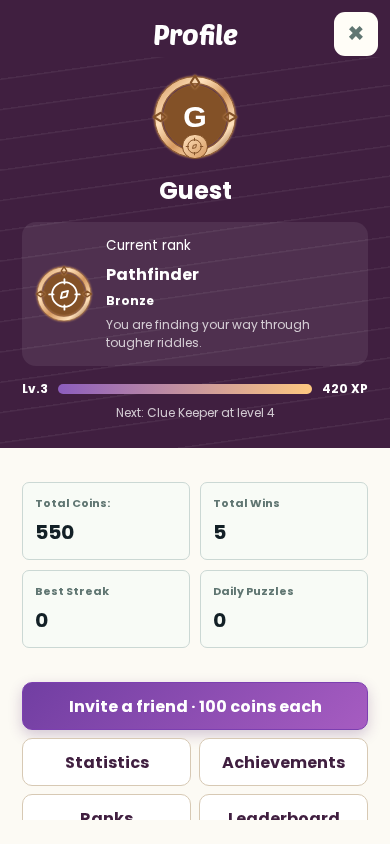 Profile
✖
G
Guest
Current rank
Pathfinder
Bronze
You are finding your way through
tougher riddles.
Lv.3
420 XP
Next: Clue Keeper at level 4
Total Coins:
550
Total Wins
5
Best Streak
0
Daily Puzzles
0
Invite a friend · 100 coins each
Statistics
Achievements
Ranks
Leaderboard